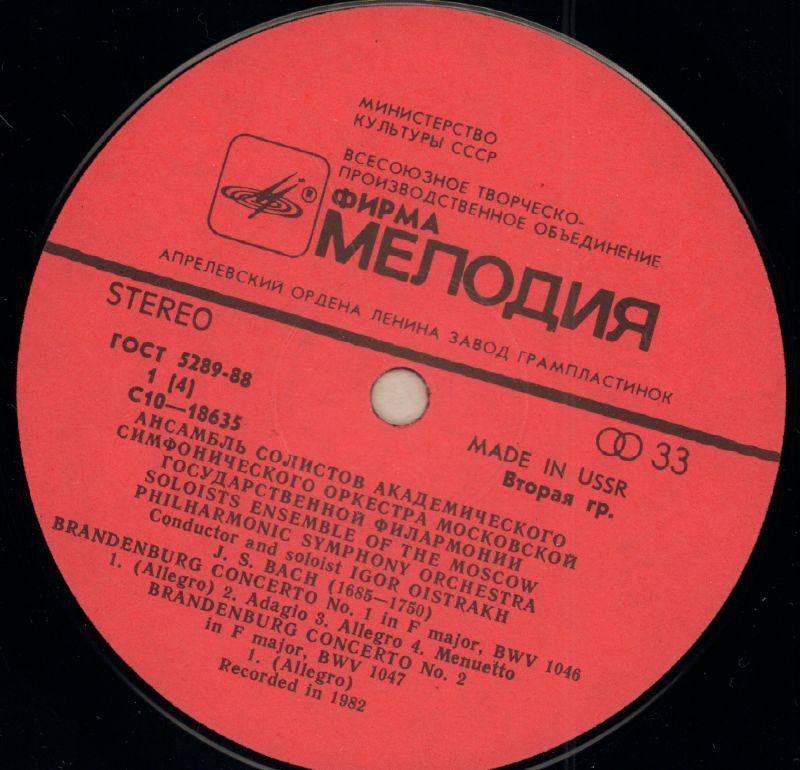 МИНИСТЕРСТВО
КУЛЬТУРЫ СССР
ВСЕСОЮЗНОЕ ТВОРЧЕСКО-
ПРОИЗВОДСТВЕННОЕ ОБЪЕДИНЕНИЕ
ФИРМА
®
МЕЛОДИЯ
АПРЕЛЕВСКИЙ ОРДЕНА ЛЕНИНА ЗАВОД ГРАМПЛАСТИНОК
STEREO
33
ГОСТ 5289-88
1 (4)
С10—18635
MADE IN USSR
Вторая гр.
АНСАМБЛЬ СОЛИСТОВ АКАДЕМИЧЕСКОГО
СИМФОНИЧЕСКОГО ОРКЕСТРА МОСКОВСКОЙ
ГОСУДАРСТВЕННОЙ ФИЛАРМОНИИ
SOLOISTS ENSEMBLE OF THE MOSCOW
PHILHARMONIC SYMPHONY ORCHESTRA
Conductor and soloist IGOR OISTRAKH
J. S. BACH (1685—1750)
BRANDENBURG CONCERTO No. 1 in F major, BWV 1046
1. (Allegro) 2. Adagio 3. Allegro 4. Menuetto
BRANDENBURG CONCERTO No. 2
in F major, BWV 1047
1. (Allegro)
Recorded in 1982